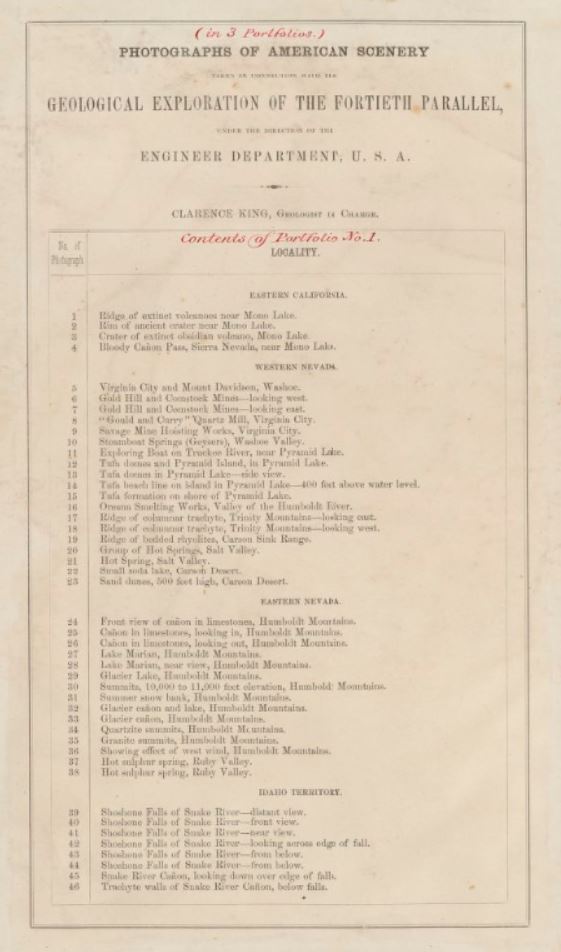 (in 3 Portfolios.)
PHOTOGRAPHS OF AMERICAN SCENERY
TAKEN IN CONNECTION WITH THE
GEOLOGICAL EXPLORATION OF THE FORTIETH PARALLEL,
UNDER THE DIRECTION OF THE
ENGINEER DEPARTMENT, U. S. A.
CLARENCE KING, Geologist in Charge.
Contents of Portfolio No. 1.
No. of Photograph
LOCALITY.
EASTERN CALIFORNIA.
1 Ridge of extinct volcanoes near Mono Lake.
2 Rim of ancient crater near Mono Lake.
3 Crater of extinct obsidian volcano, Mono Lake.
4 Bloody Cañon Pass, Sierra Nevada, near Mono Lake.
WESTERN NEVADA.
5 Virginia City and Mount Davidson, Washoe.
6 Gold Hill and Comstock Mines—looking west.
7 Gold Hill and Comstock Mines—looking east.
8 "Gould and Curry" Quartz Mill, Virginia City.
9 Savage Mine Hoisting Works, Virginia City.
10 Steamboat Springs (Geysers), Washoe Valley.
11 Exploring Boat on Truckee River, near Pyramid Lake.
12 Tufa domes and Pyramid Island, in Pyramid Lake.
13 Tufa domes in Pyramid Lake—side view.
14 Tufa beach line on island in Pyramid Lake—400 feet above water level.
15 Tufa formation on shore of Pyramid Lake.
16 Oreana Smelting Works, Valley of the Humboldt River.
17 Ridge of columnar trachyte, Trinity Mountains—looking east.
18 Ridge of columnar trachyte, Trinity Mountains—looking west.
19 Ridge of bedded rhyolites, Carson Sink Range.
20 Group of Hot Springs, Salt Valley.
21 Hot Spring, Salt Valley.
22 Small soda lake, Carson Desert.
23 Sand dunes, 500 feet high, Carson Desert.
EASTERN NEVADA.
24 Front view of cañon in limestones, Humboldt Mountains.
25 Cañon in limestones, looking in, Humboldt Mountains.
26 Cañon in limestones, looking out, Humboldt Mountains.
27 Lake Marian, Humboldt Mountains.
28 Lake Marian, near view, Humboldt Mountains.
29 Glacier Lake, Humboldt Mountains.
30 Summits, 10,000 to 11,000 feet elevation, Humboldt Mountains.
31 Summer snow bank, Humboldt Mountains.
32 Glacier cañon and lake, Humboldt Mountains.
33 Glacier cañon, Humboldt Mountains.
34 Quartzite summits, Humboldt Mountains.
35 Granite summits, Humboldt Mountains.
36 Showing effect of west wind, Humboldt Mountains.
37 Hot sulphur spring, Ruby Valley.
38 Hot sulphur spring, Ruby Valley.
IDAHO TERRITORY.
39 Shoshone Falls of Snake River—distant view.
40 Shoshone Falls of Snake River—front view.
41 Shoshone Falls of Snake River—near view.
42 Shoshone Falls of Snake River—looking across edge of fall.
43 Shoshone Falls of Snake River—from below.
44 Shoshone Falls of Snake River—from below.
45 Snake River Cañon, looking down over edge of falls.
46 Trachyte walls of Snake River Cañon, below falls.